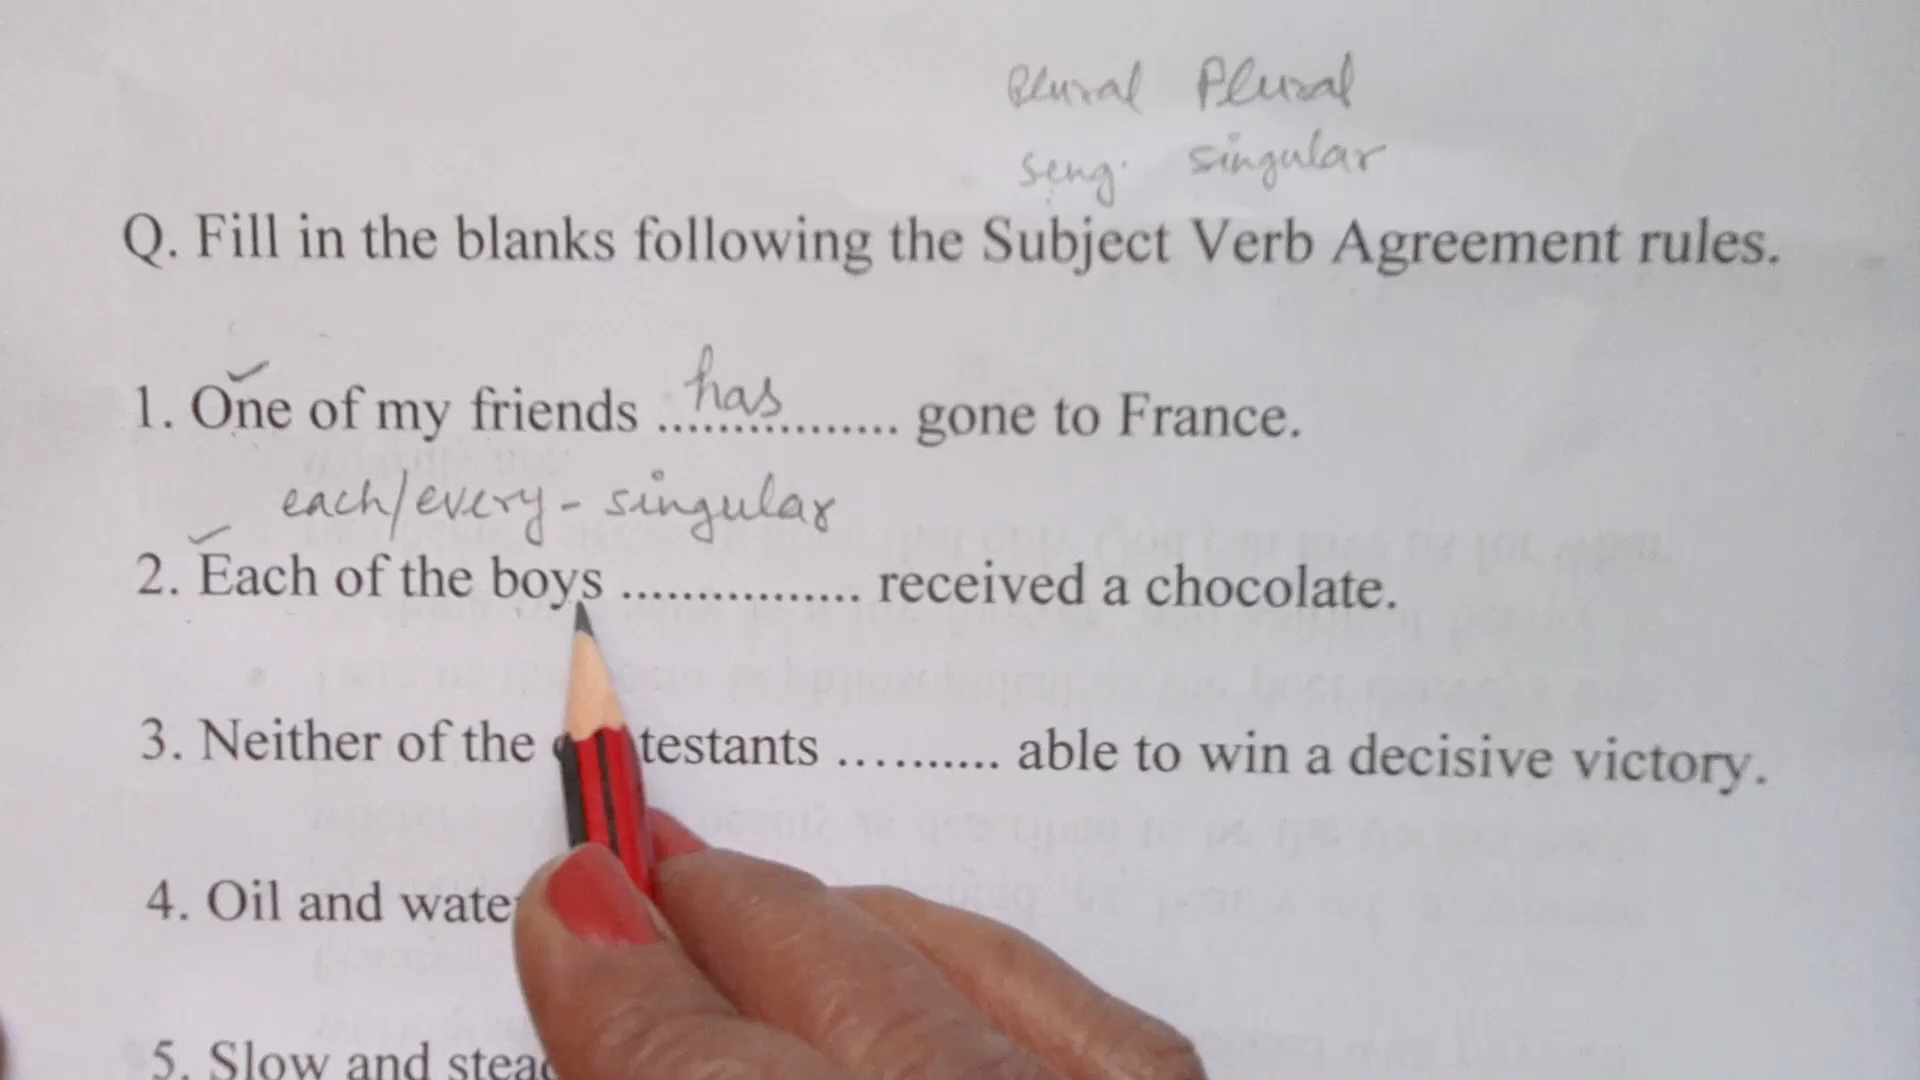 Plural Plural
seng. singular
Q. Fill in the blanks following the Subject Verb Agreement rules.
1. One of my friends ....has............ gone to France.
each/every - singular
2. Each of the boys ................ received a chocolate.
3. Neither of the testants ........... able to win a decisive victory.
4. Oil and wate
5. Slow and stea